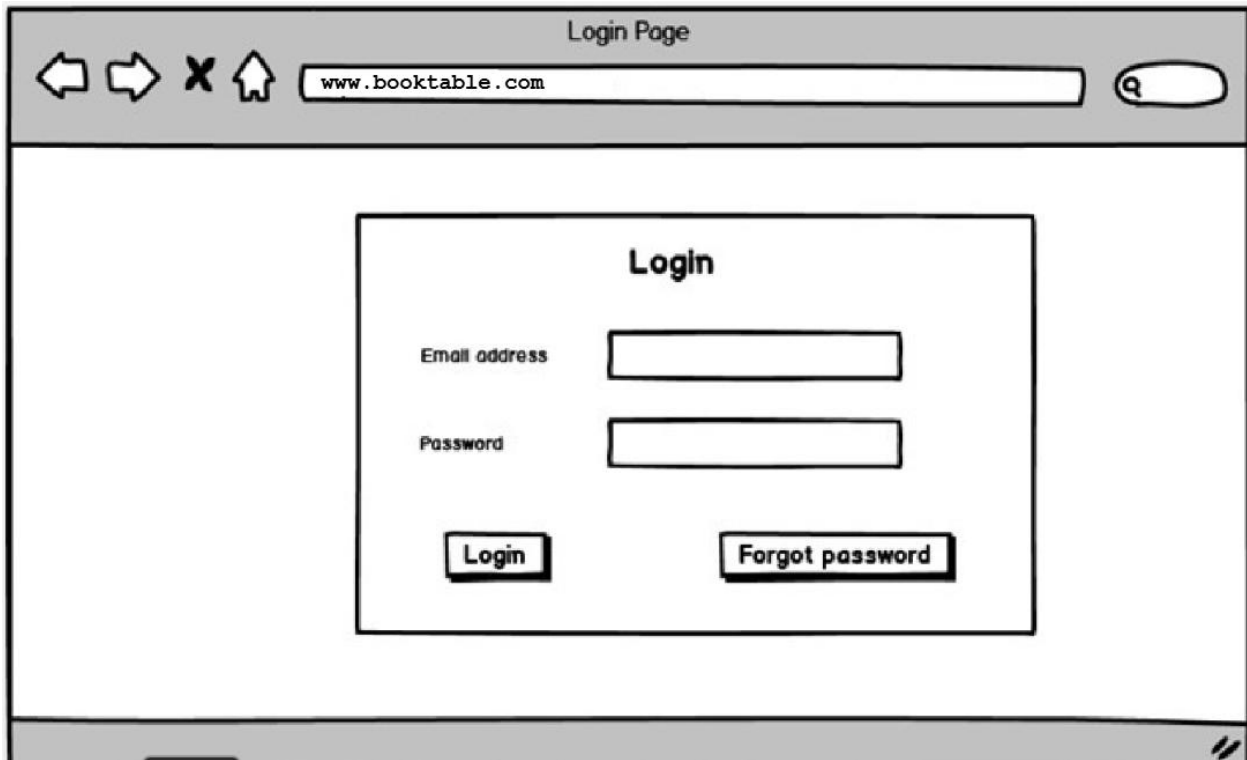 Login Page
www.booktable.com
Login
Email address
Password
Login Forgot password